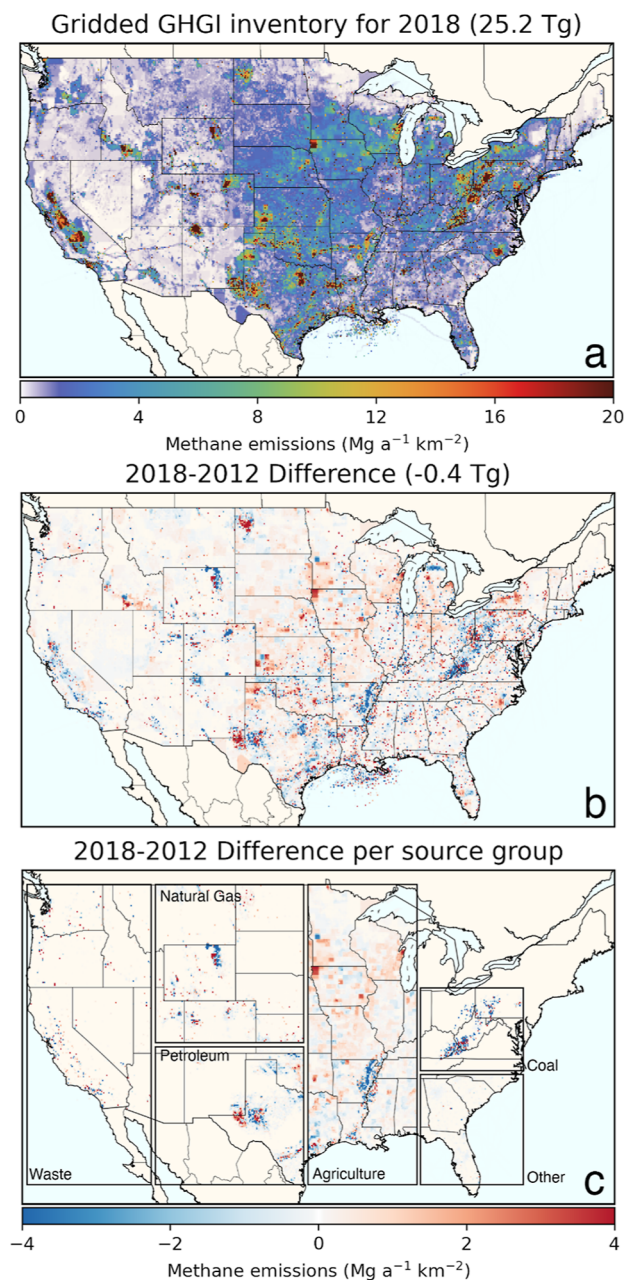 Gridded GHGI inventory for 2018 (25.2 Tg)
a
0 4 8 12 16 20
Methane emissions (Mg a⁻¹ km⁻²)
2018-2012 Difference (-0.4 Tg)
b
2018-2012 Difference per source group
Natural Gas
Petroleum
Coal
Waste
Agriculture
Other
c
−4 −2 0 2 4
Methane emissions (Mg a⁻¹ km⁻²)